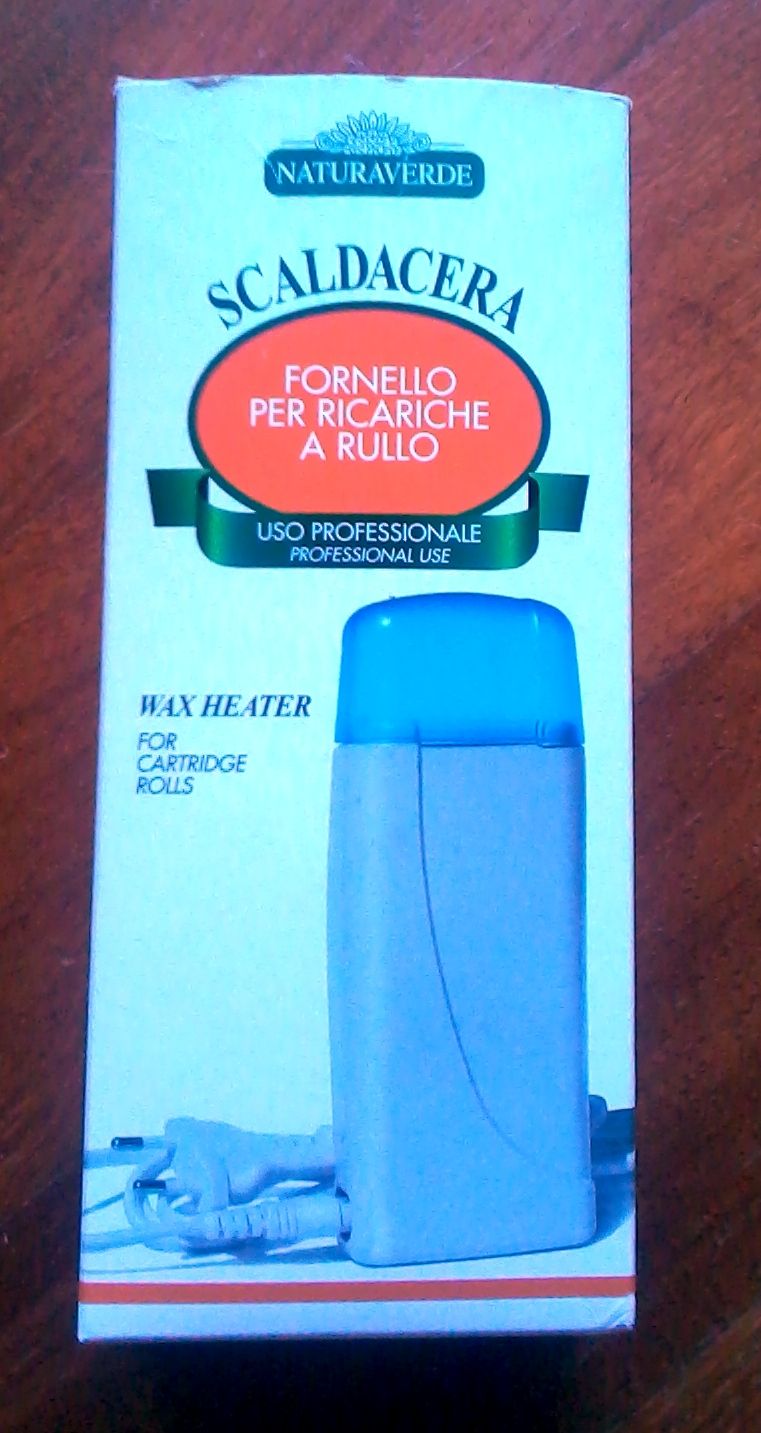 NATURAVERDE
SCALDACERA
FORNELLO
PER RICARICHE
A RULLO
USO PROFESSIONALE
PROFESSIONAL USE
WAX HEATER
FOR
CARTRIDGE
ROLLS